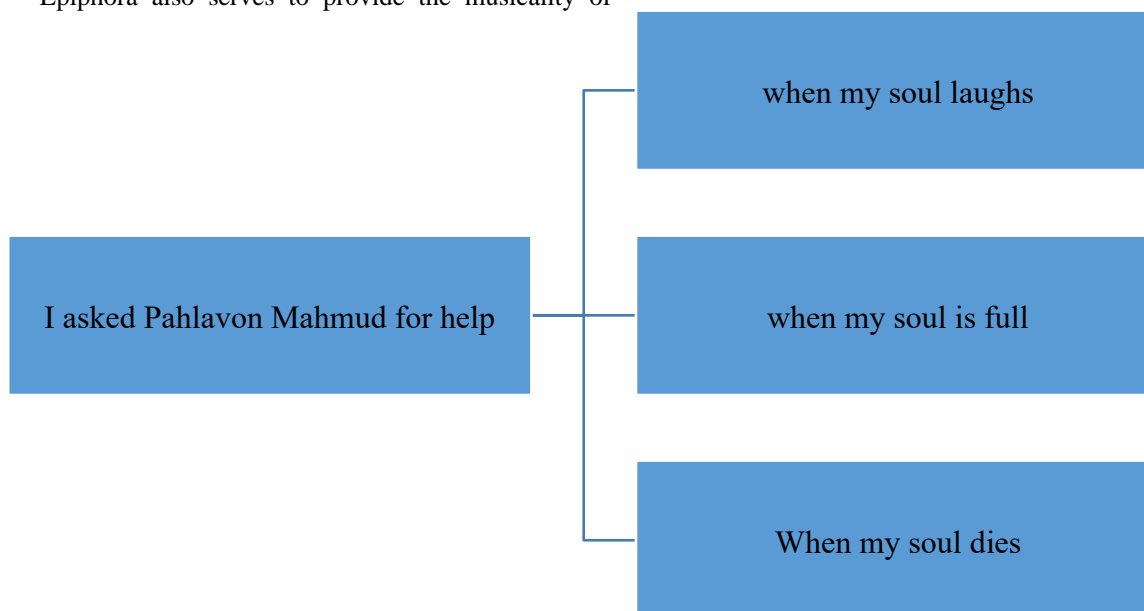 Epiphora also serves to provide the musicality of
when my soul laughs
I asked Pahlavon Mahmud for help
when my soul is full
When my soul dies